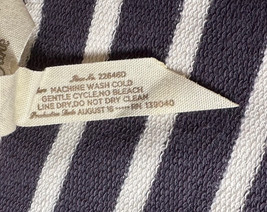 Style No. 226460
Care MACHINE WASH COLD
GENTLE CYCLE, NO BLEACH
LINE DRY, DO NOT DRY CLEAN
Production Date AUGUST 16 ----- RN 139040